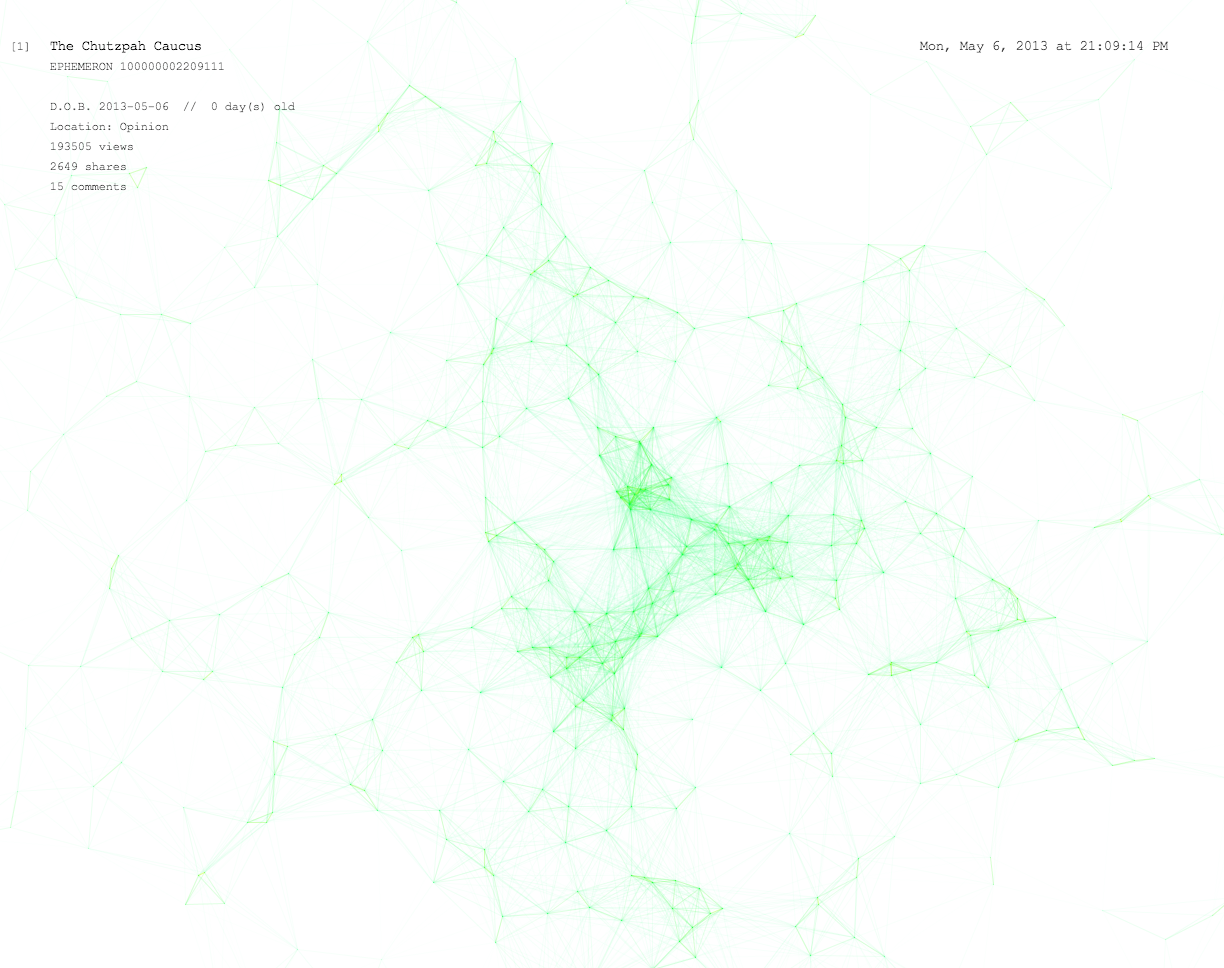 [1] The Chutzpah Caucus
Mon, May 6, 2013 at 21:09:14 PM
EPHEMERON 100000002209111
D.O.B. 2013-05-06 // 0 day(s) old
Location: Opinion
193505 views
2649 shares
15 comments